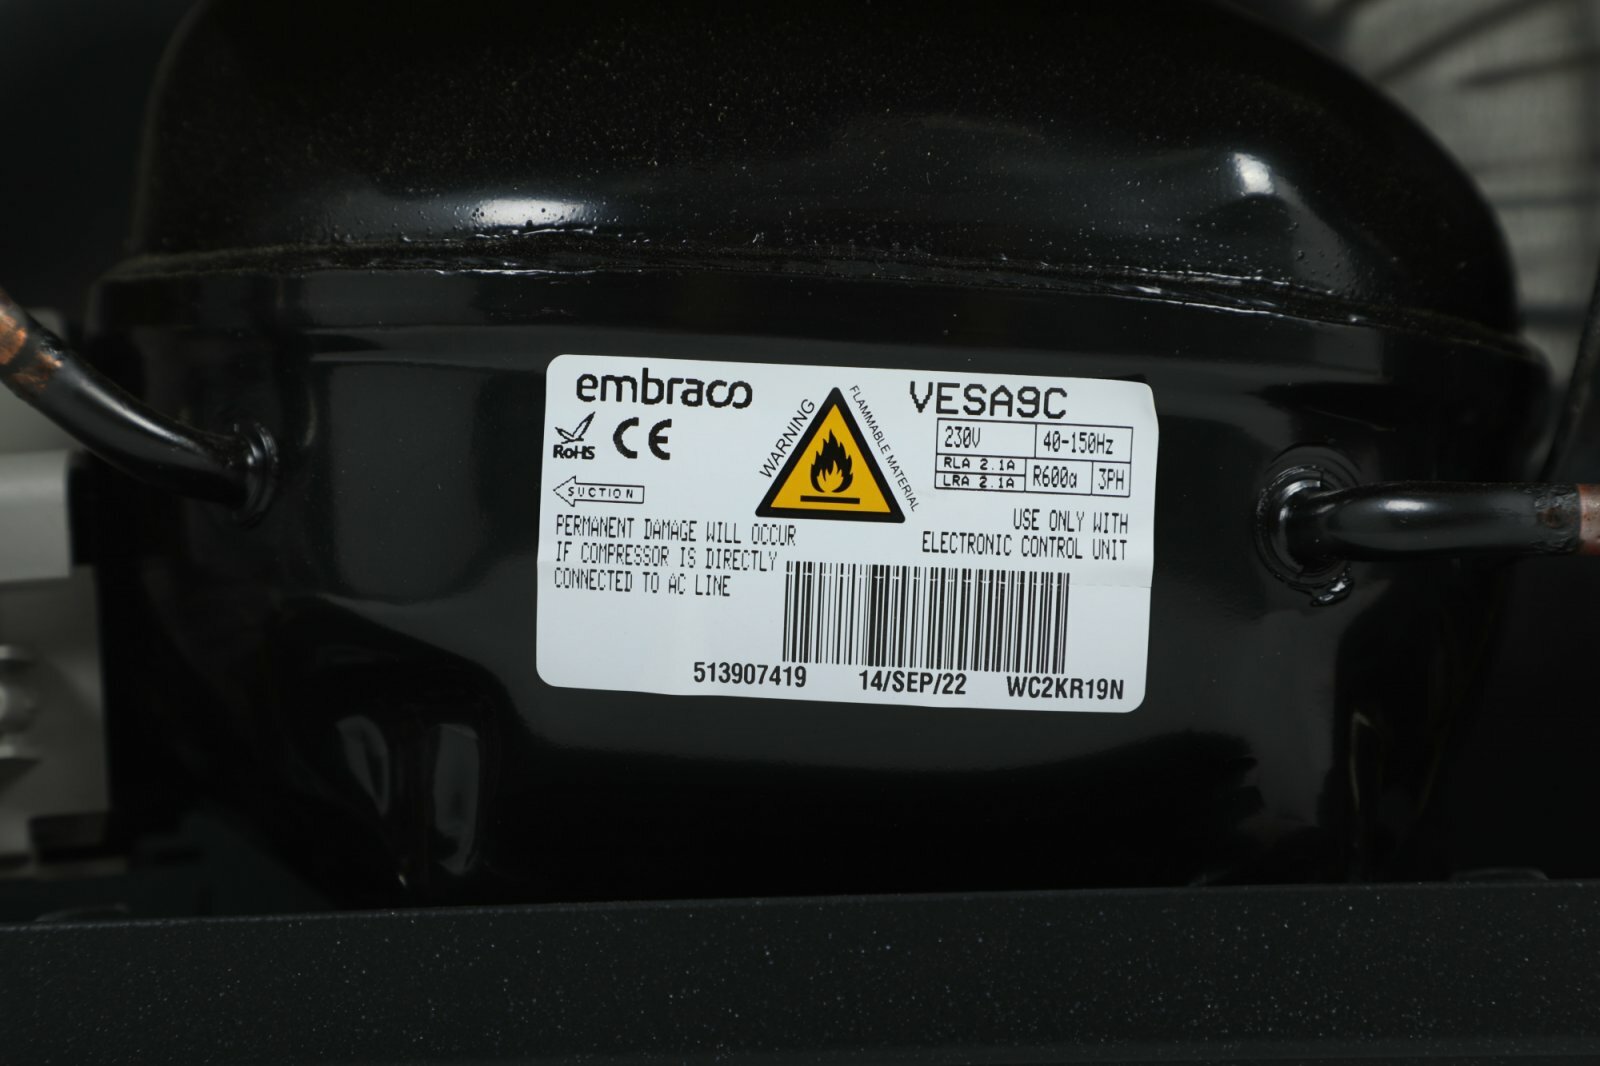 embraco
RoHS CE
SUCTION
PERMANENT DAMAGE WILL OCCUR
IF COMPRESSOR IS DIRECTLY
CONNECTED TO AC LINE
WARNING
FLAMMABLE MATERIAL
VESA9C
230V 40-150Hz
RLA 2.1A
LRA 2.1A
R600a 3PH
USE ONLY WITH
ELECTRONIC CONTROL UNIT
513907419 14/SEP/22 WC2KR19N